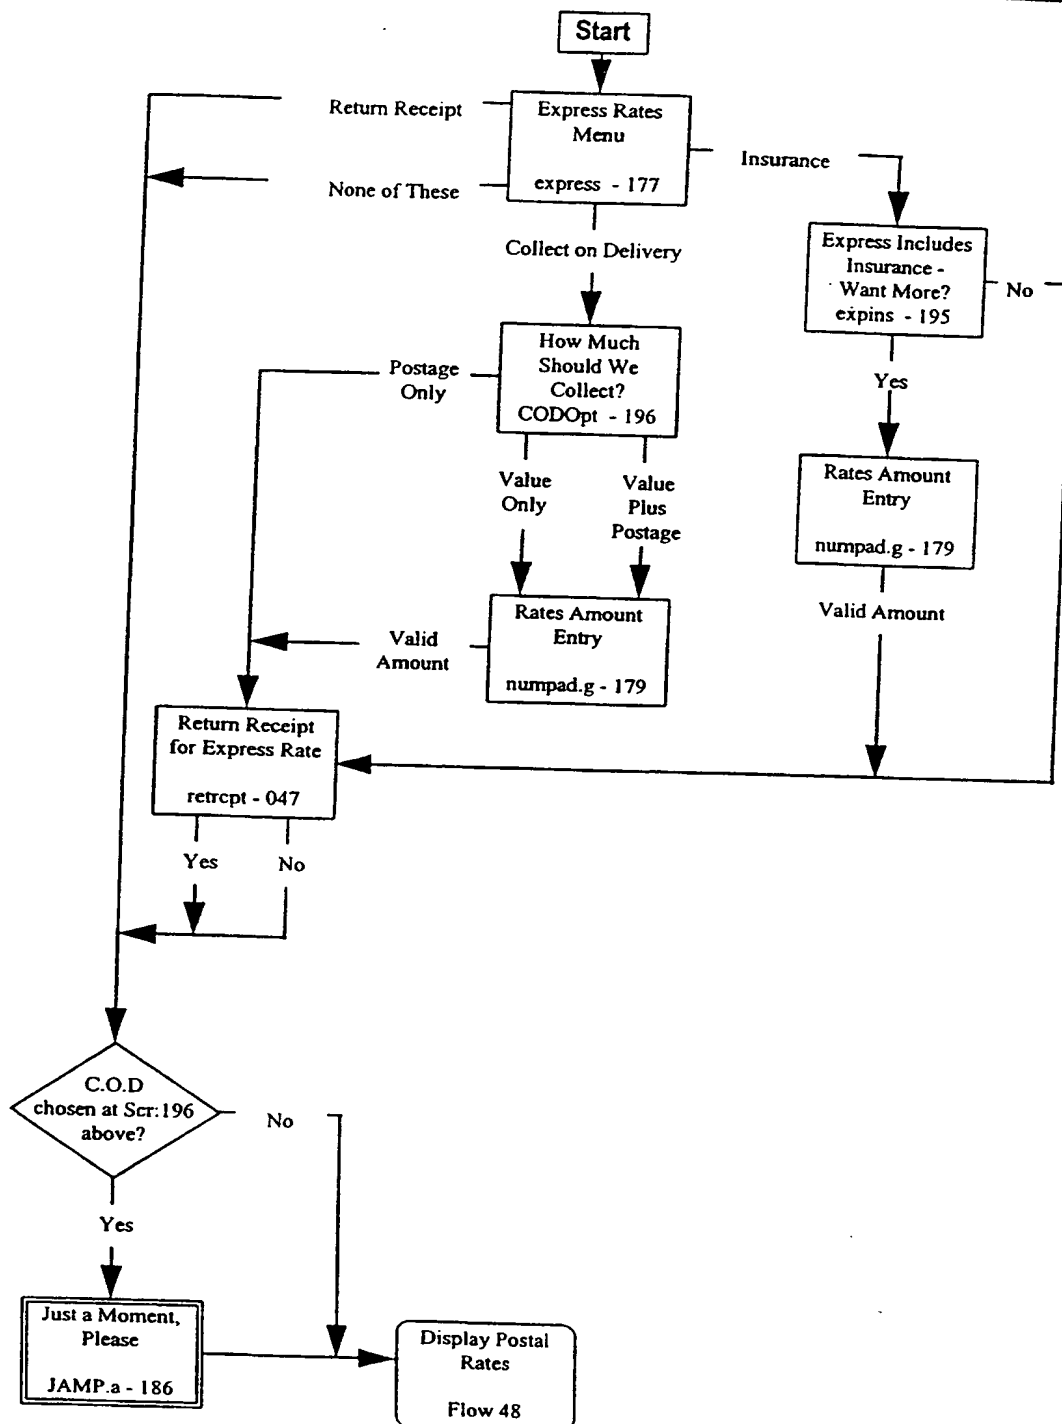 Start
Express Rates
Menu
express - 177
Return Receipt
None of These
Insurance
Collect on Delivery
Express Includes
Insurance -
Want More?
expins - 195
No
Yes
How Much
Should We
Collect?
CODOpt - 196
Postage
Only
Value
Only
Value
Plus
Postage
Rates Amount
Entry
numpad.g - 179
Valid Amount
Rates Amount
Entry
numpad.g - 179
Valid
Amount
Return Receipt
for Express Rate
retrcpt - 047
Yes
No
C.O.D
chosen at Scr:196
above?
No
Yes
Just a Moment,
Please
JAMP.a - 186
Display Postal
Rates
Flow 48